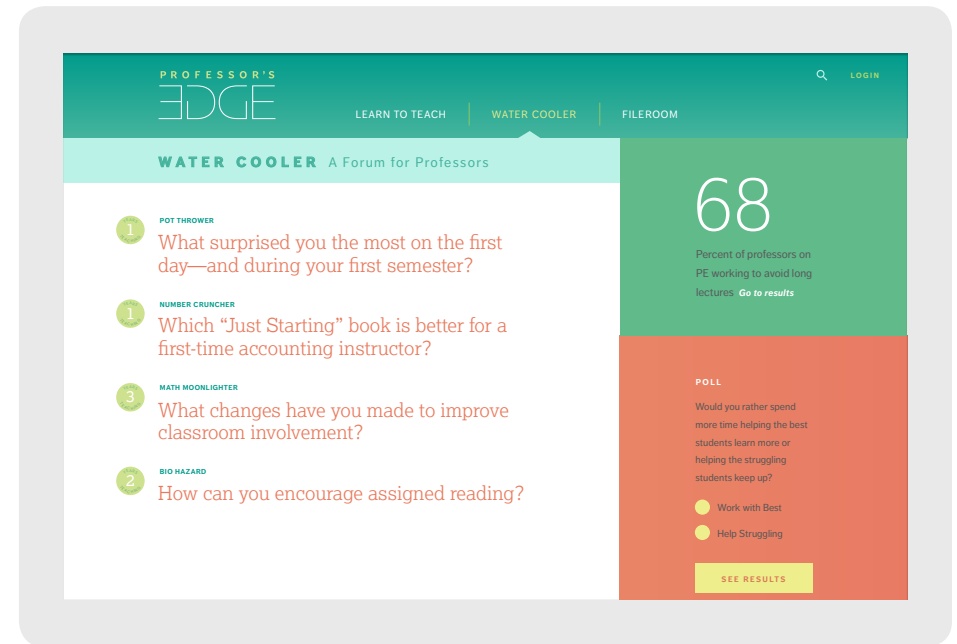 PROFESSOR'S
EDGE
LOGIN
LEARN TO TEACH
WATER COOLER
FILEROOM
WATER COOLER A Forum for Professors
1
POT THROWER
What surprised you the most on the first
day—and during your first semester?
1
NUMBER CRUNCHER
Which “Just Starting” book is better for a
first-time accounting instructor?
3
MATH MOONLIGHTER
What changes have you made to improve
classroom involvement?
2
BIO HAZARD
How can you encourage assigned reading?
68
Percent of professors on
PE working to avoid long
lectures Go to results
POLL
Would you rather spend
more time helping the best
students learn more or
helping the struggling
students keep up?
Work with Best
Help Struggling
SEE RESULTS